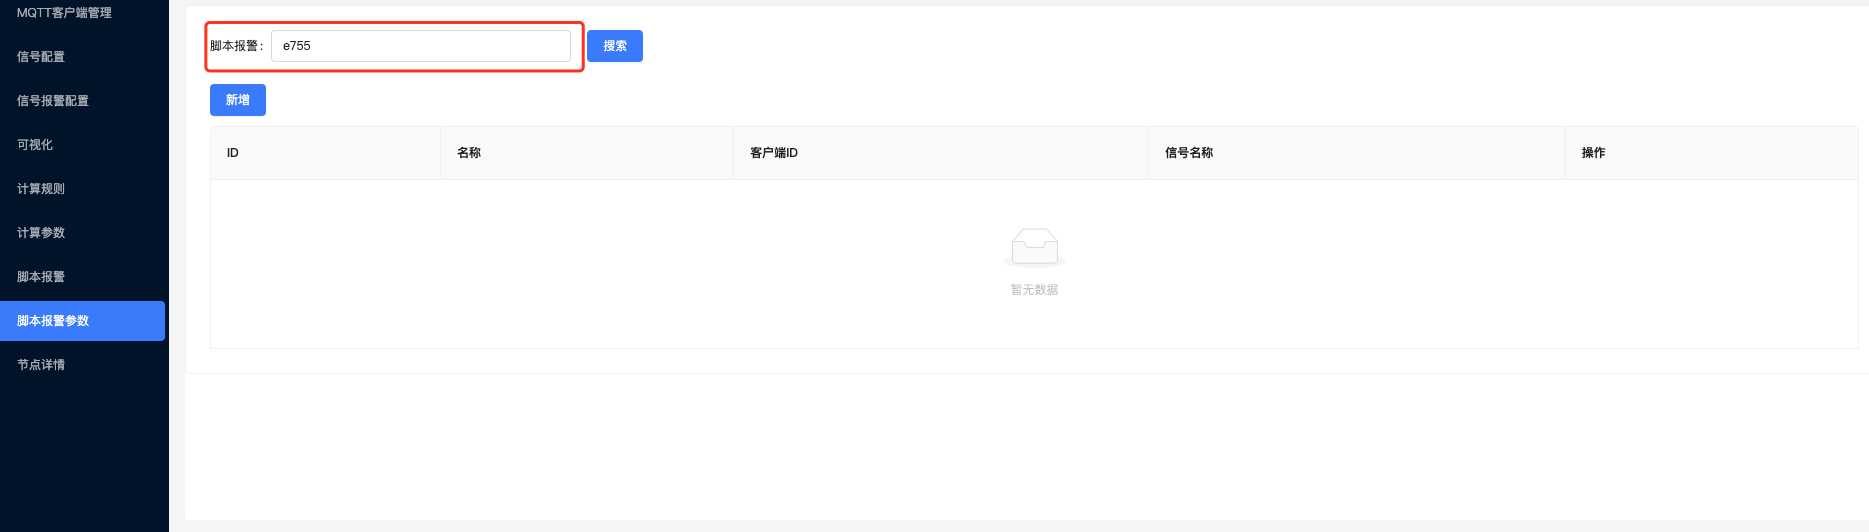 MQTT客户端管理
信号配置
信号报警配置
可视化
计算规则
计算参数
脚本报警
脚本报警参数
节点详情
脚本报警： e755 搜索
新增
ID 名称 客户端ID 信号名称 操作
暂无数据